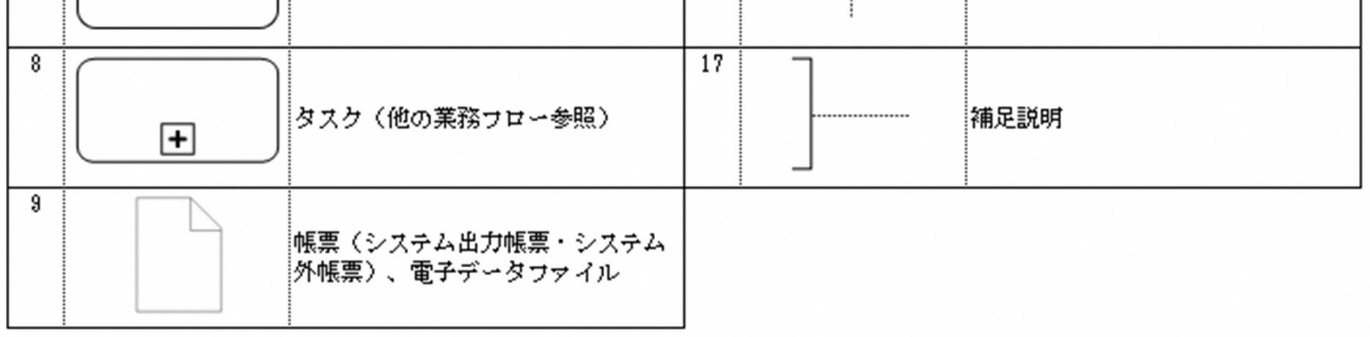 8
タスク（他の業務フロー参照）
17
補足説明
9
帳票（システム出力帳票・システム
外帳票）、電子データファイル